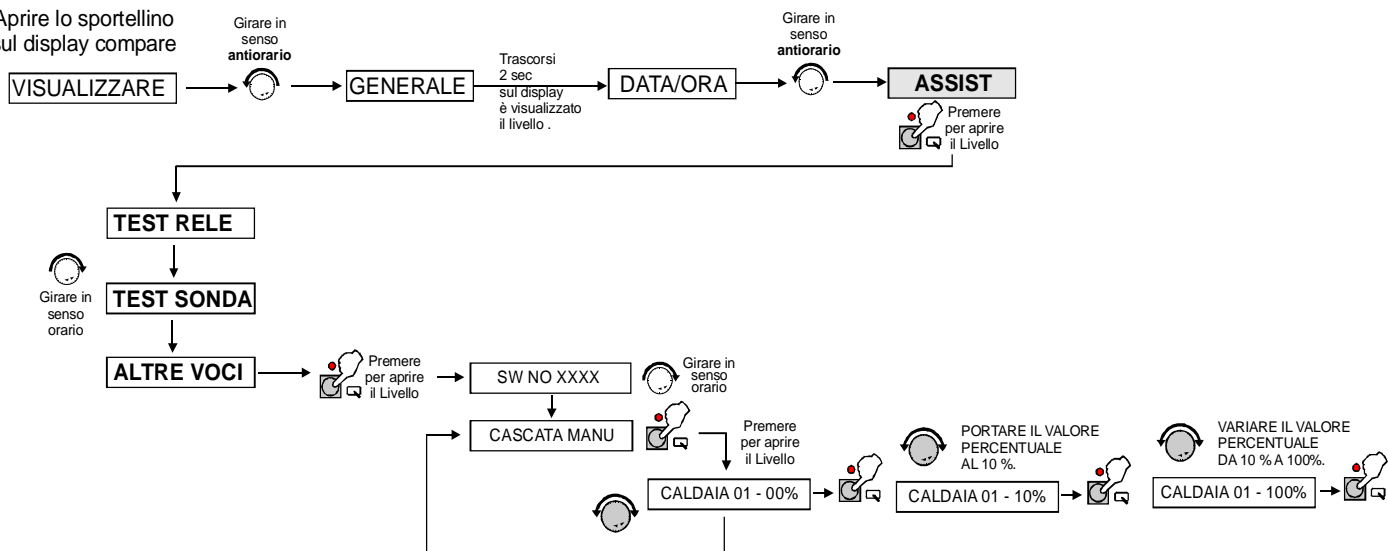 Aprire lo sportellino
sul display compare
VISUALIZZARE
Girare in
senso
antiorario
GENERALE
Trascorsi
2 sec
sul display
è visualizzato
il livello .
DATA/ORA
Girare in
senso
antiorario
ASSIST
Premere
per aprire
il Livello
TEST RELE
Girare in
senso
orario
TEST SONDA
ALTRE VOCI
Premere
per aprire
il Livello
SW NO XXXX
Girare in
senso
orario
CASCATA MANU
Premere
per aprire
il Livello
CALDAIA 01 - 00%
PORTARE IL VALORE
PERCENTUALE
AL 10 %.
CALDAIA 01 - 10%
VARIARE IL VALORE
PERCENTUALE
DA 10 % A 100%.
CALDAIA 01 - 100%